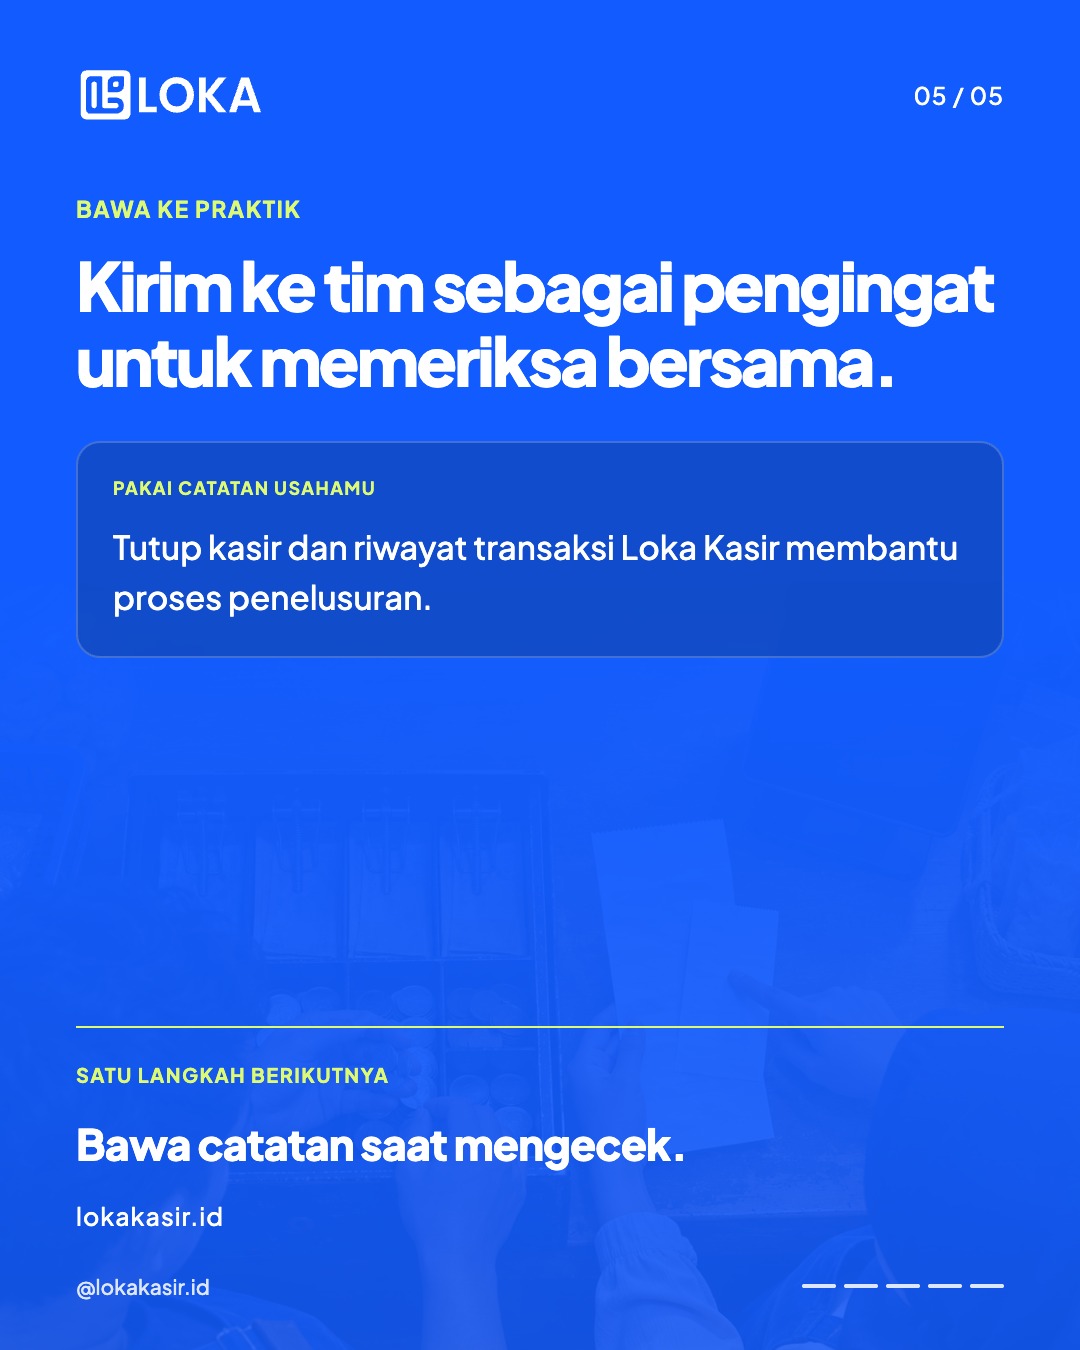 LOKA
05 / 05
BAWA KE PRAKTIK
Kirim ke tim sebagai pengingat
untuk memeriksa bersama.
PAKAI CATATAN USAHAMU
Tutup kasir dan riwayat transaksi Loka Kasir membantu
proses penelusuran.
SATU LANGKAH BERIKUTNYA
Bawa catatan saat mengecek.
lokakasir.id
@lokakasir.id